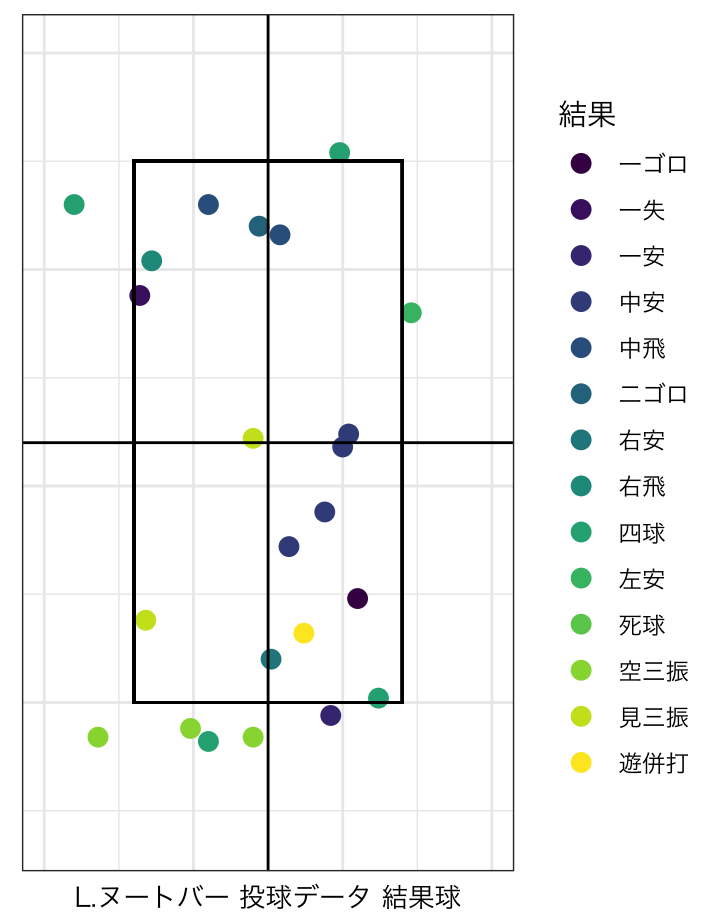 結果
一ゴロ
一失
一安
中安
中飛
二ゴロ
右安
右飛
四球
左安
死球
空三振
見三振
遊併打
L.ヌートバー 投球データ 結果球